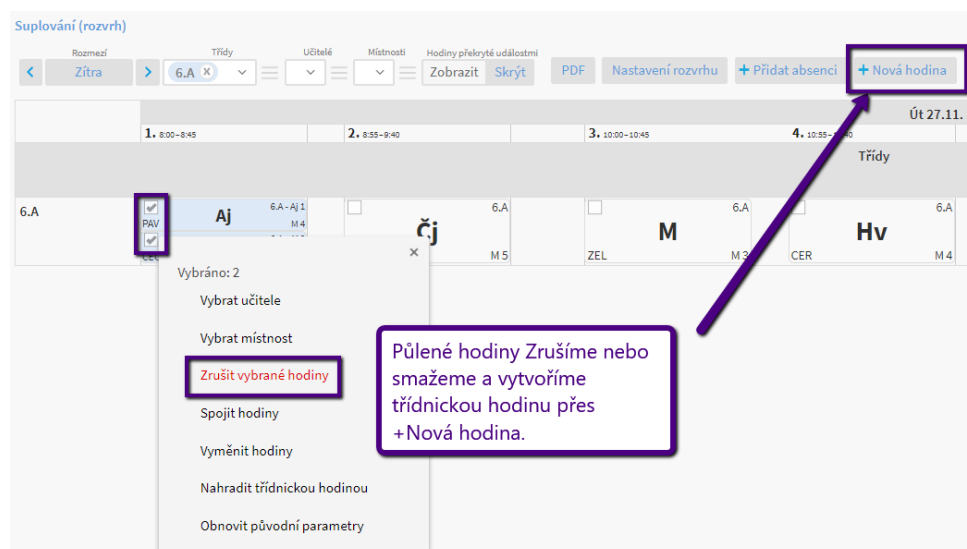 Suplování (rozvrh)
Rozmezí Třídy Učitelé Místnosti Hodiny překryté událostmi
Zítra 6.A Zobrazit Skrýt PDF Nastavení rozvrhu + Přidat absenci + Nová hodina
Út 27.11.
1. 8:00-8:45 2. 8:55-9:40 3. 10:00-10:45 4.
Třídy
6.A
PAV Aj 6.A - Aj 1 M 4
Čj 6.A M 5
M 6.A ZEL M 3
Hv 6.A CER M 4
Vybráno: 2
Vybrat učitele
Vybrat místnost
Zrušit vybrané hodiny
Spojit hodiny
Vyměnit hodiny
Nahradit třídnickou hodinou
Obnovit původní parametry
Půlené hodiny Zrušíme nebo
smažeme a vytvoříme
třídnickou hodinu přes
+Nová hodina.